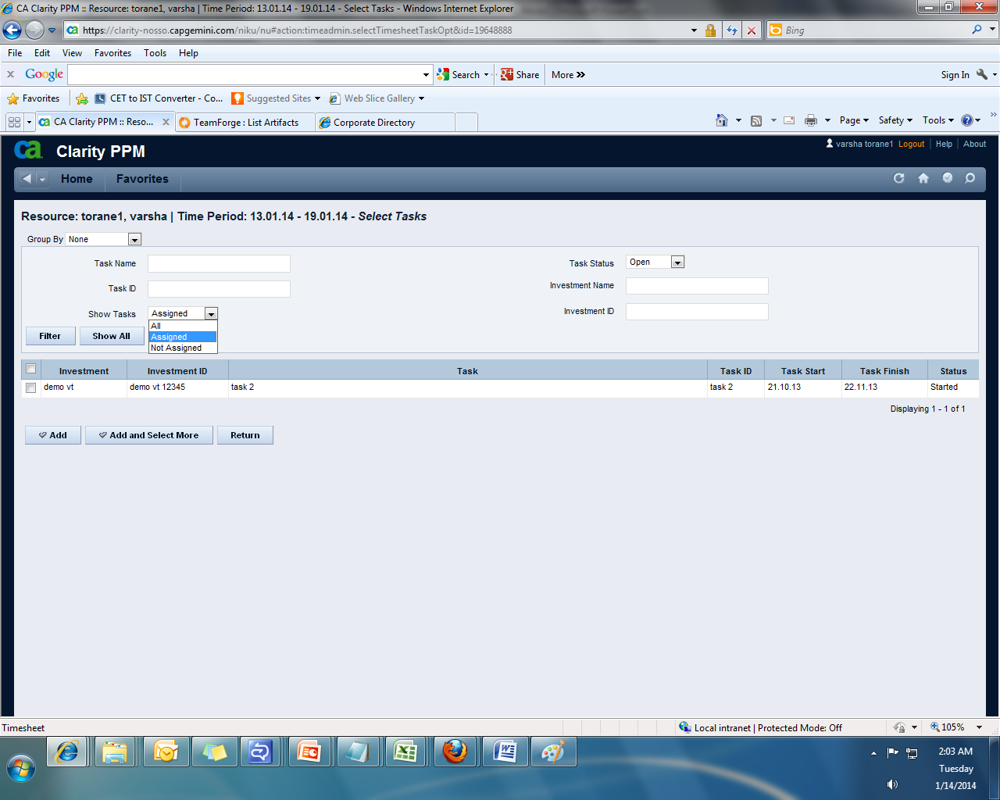 CA Clarity PPM :: Resource: torane1, varsha | Time Period: 13.01.14 - 19.01.14 - Select Tasks - Windows Internet Explorer
https://clarity-nosso.capgemini.com/niku/nu#action:timeadmin.selectTimesheetTaskOpt&id=19648888
Bing
File Edit View Favorites Tools Help
x Google Search Share More Sign In
Favorites CET to IST Converter - Co... Suggested Sites Web Slice Gallery
CA Clarity PPM :: Reso... TeamForge : List Artifacts Corporate Directory Page Safety Tools
ca Clarity PPM varsha torane1 Logout Help About
Home Favorites
Resource: torane1, varsha | Time Period: 13.01.14 - 19.01.14 - Select Tasks
Group By None
Task Name Task Status Open
Task ID Investment Name
Show Tasks Assigned Investment ID
All
Filter Show All Assigned
Not Assigned
Investment Investment ID Task Task ID Task Start Task Finish Status
demo vt demo vt 12345 task 2 task 2 21.10.13 22.11.13 Started
Displaying 1 - 1 of 1
Add Add and Select More Return
Timesheet Local intranet | Protected Mode: Off 105%
2:03 AM
Tuesday
1/14/2014